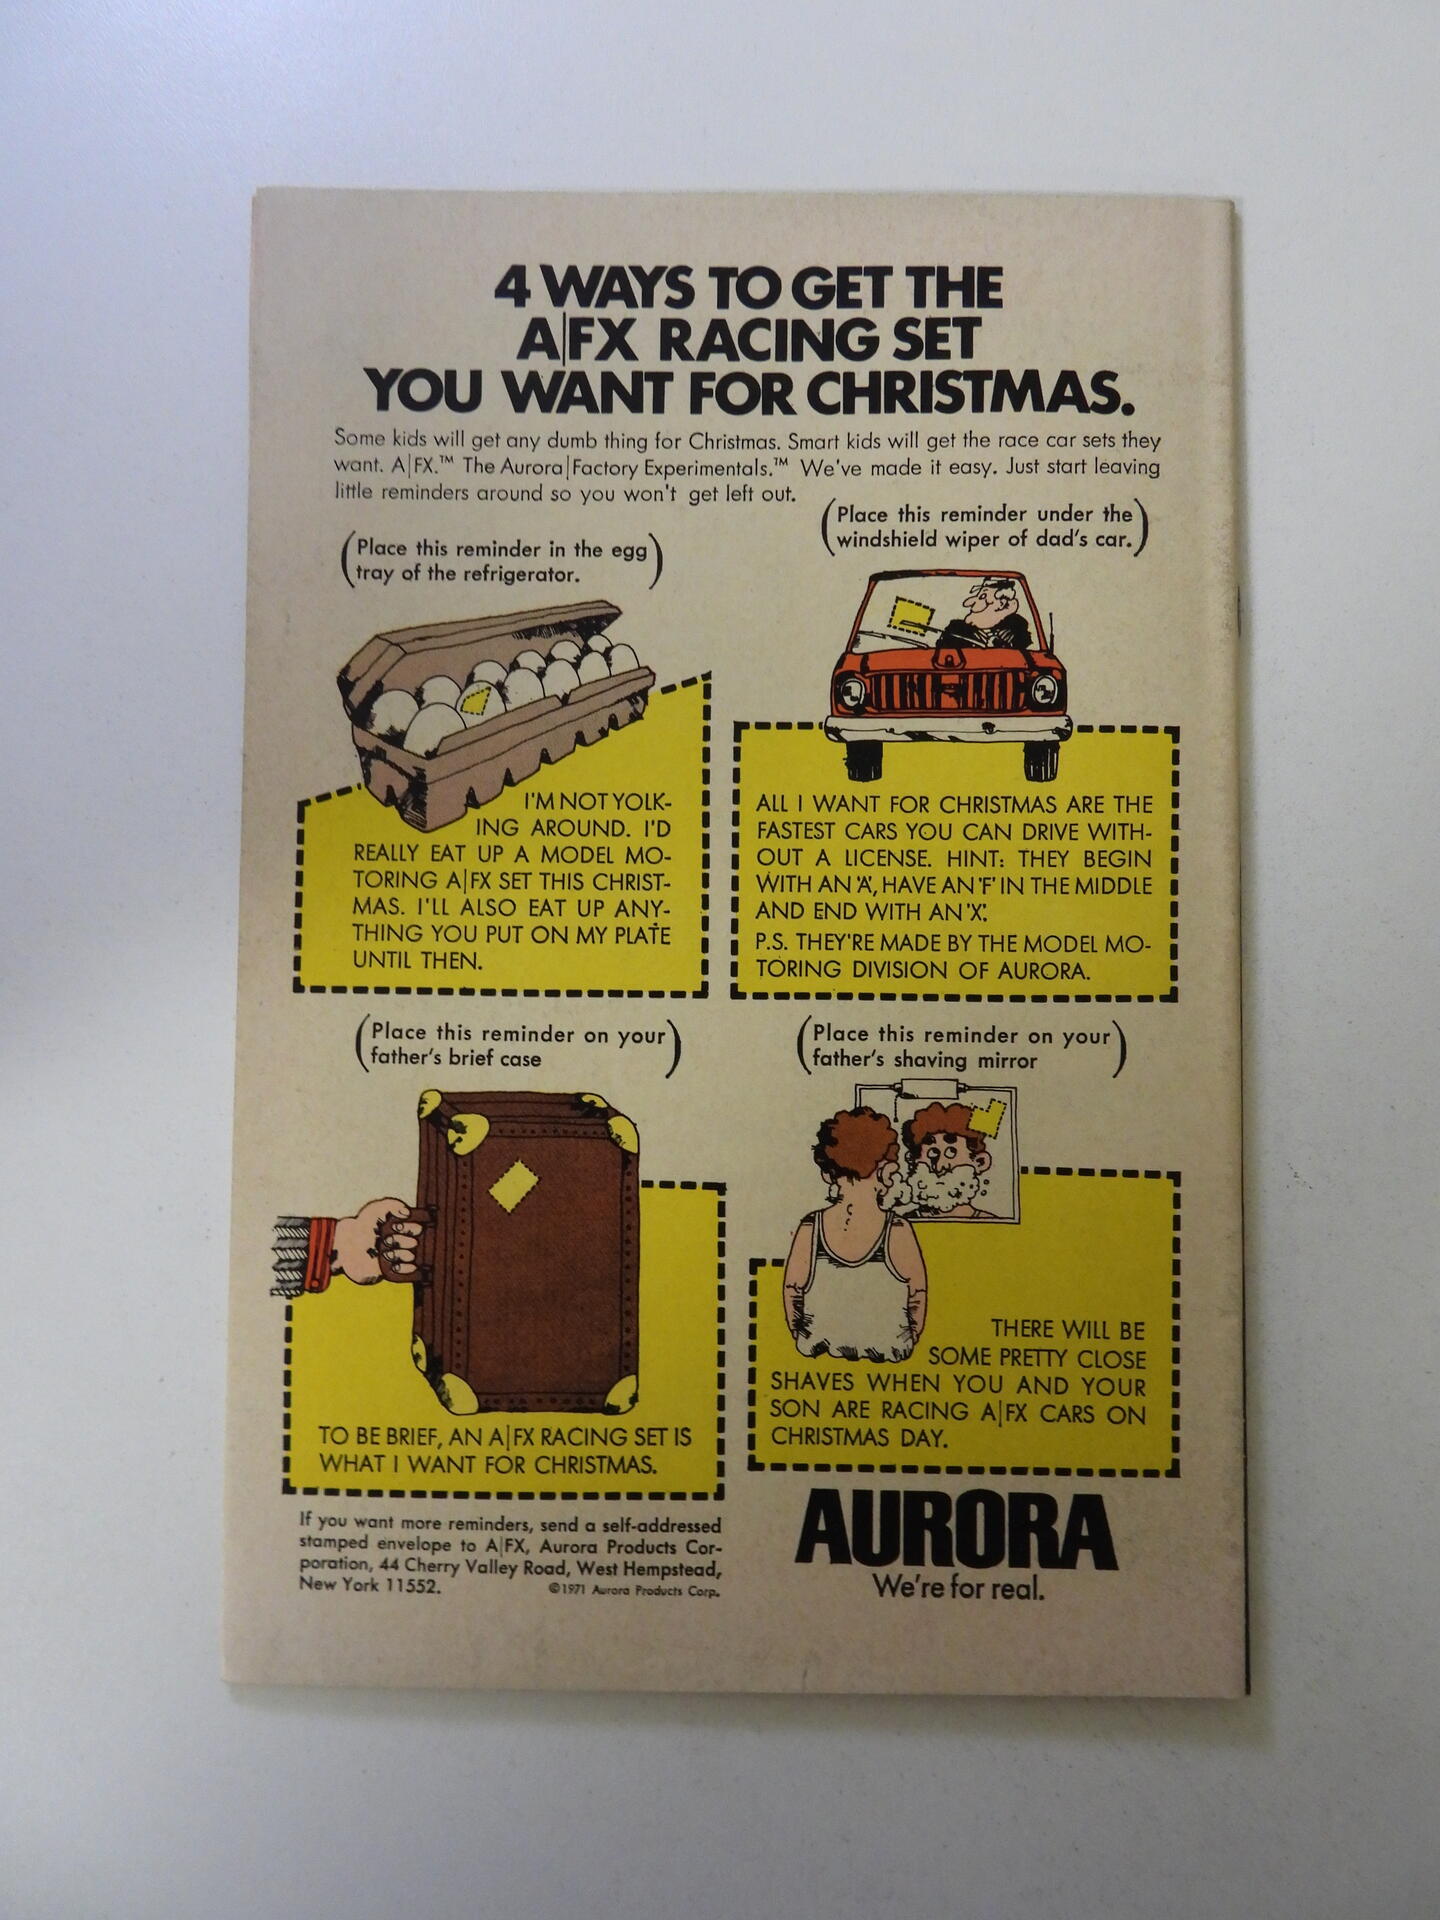 4 WAYS TO GET THE
A|FX RACING SET
YOU WANT FOR CHRISTMAS.
Some kids will get any dumb thing for Christmas. Smart kids will get the race car sets they
want. A|FX.™ The Aurora|Factory Experimentals.™ We've made it easy. Just start leaving
little reminders around so you won't get left out.
(Place this reminder in the egg
tray of the refrigerator.)
I'M NOT YOLK-
ING AROUND. I'D
REALLY EAT UP A MODEL MO-
TORING A|FX SET THIS CHRIST-
MAS. I'LL ALSO EAT UP ANY-
THING YOU PUT ON MY PLATE
UNTIL THEN.
(Place this reminder under the
windshield wiper of dad's car.)
ALL I WANT FOR CHRISTMAS ARE THE
FASTEST CARS YOU CAN DRIVE WITH-
OUT A LICENSE. HINT: THEY BEGIN
WITH AN 'A', HAVE AN 'F' IN THE MIDDLE
AND END WITH AN 'X'.
P.S. THEY'RE MADE BY THE MODEL MO-
TORING DIVISION OF AURORA.
(Place this reminder on your
father's brief case)
TO BE BRIEF, AN A|FX RACING SET IS
WHAT I WANT FOR CHRISTMAS.
(Place this reminder on your
father's shaving mirror)
THERE WILL BE
SOME PRETTY CLOSE
SHAVES WHEN YOU AND YOUR
SON ARE RACING A|FX CARS ON
CHRISTMAS DAY.
If you want more reminders, send a self-addressed
stamped envelope to A|FX, Aurora Products Cor-
poration, 44 Cherry Valley Road, West Hempstead,
New York 11552. ©1971 Aurora Products Corp.
AURORA
We're for real.